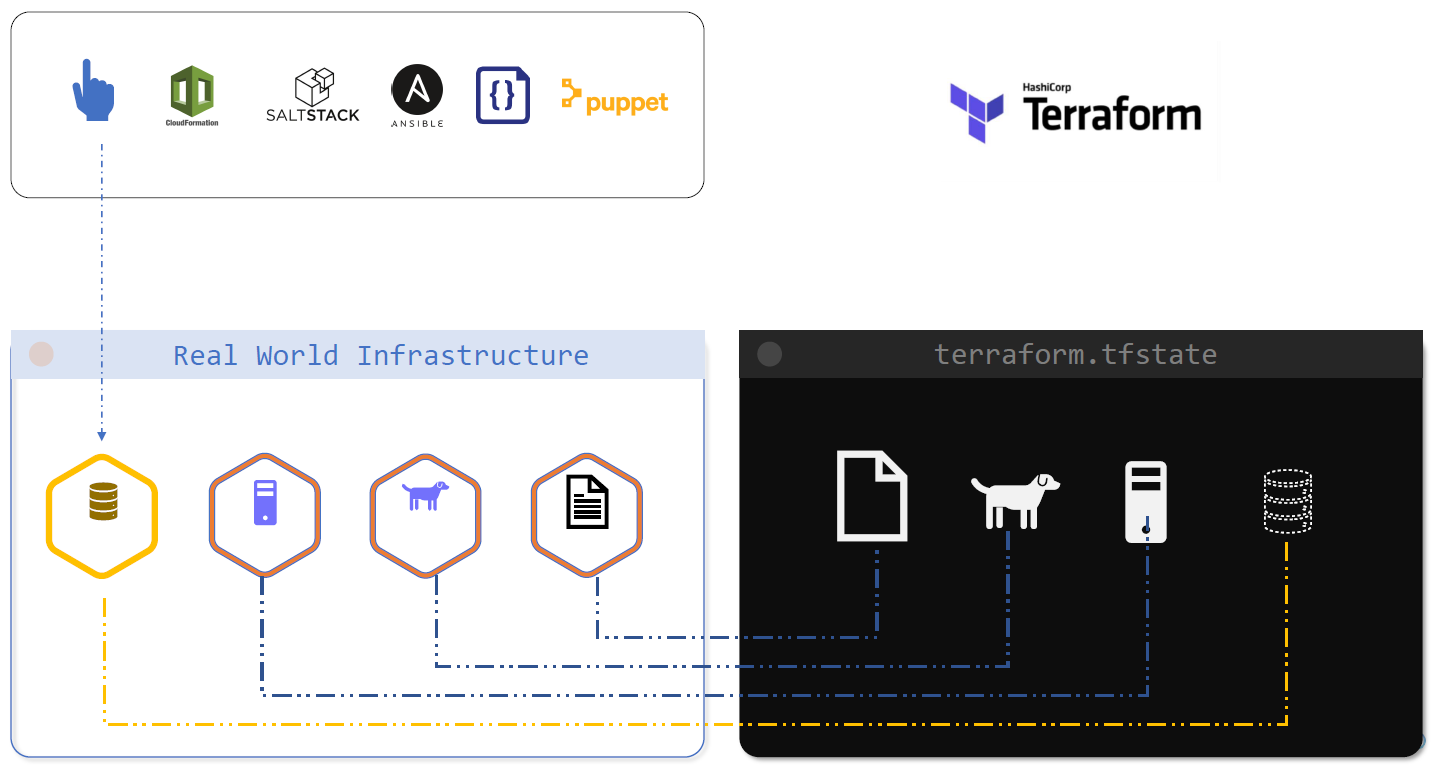 CloudFormation
SALTSTACK
ANSIBLE
{}
puppet
HashiCorp
Terraform
Real World Infrastructure
terraform.tfstate